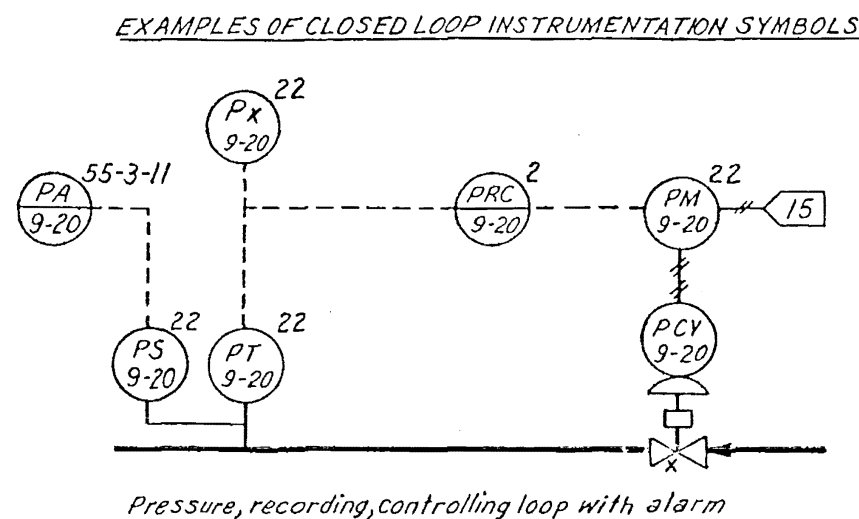 EXAMPLES OF CLOSED LOOP INSTRUMENTATION SYMBOLS
22
PX
9-20
55-3-11
PA
9-20
2
PRC
9-20
22
PM
9-20
15
22
PS
9-20
22
PT
9-20
PCV
9-20
X
Pressure, recording, controlling loop with alarm